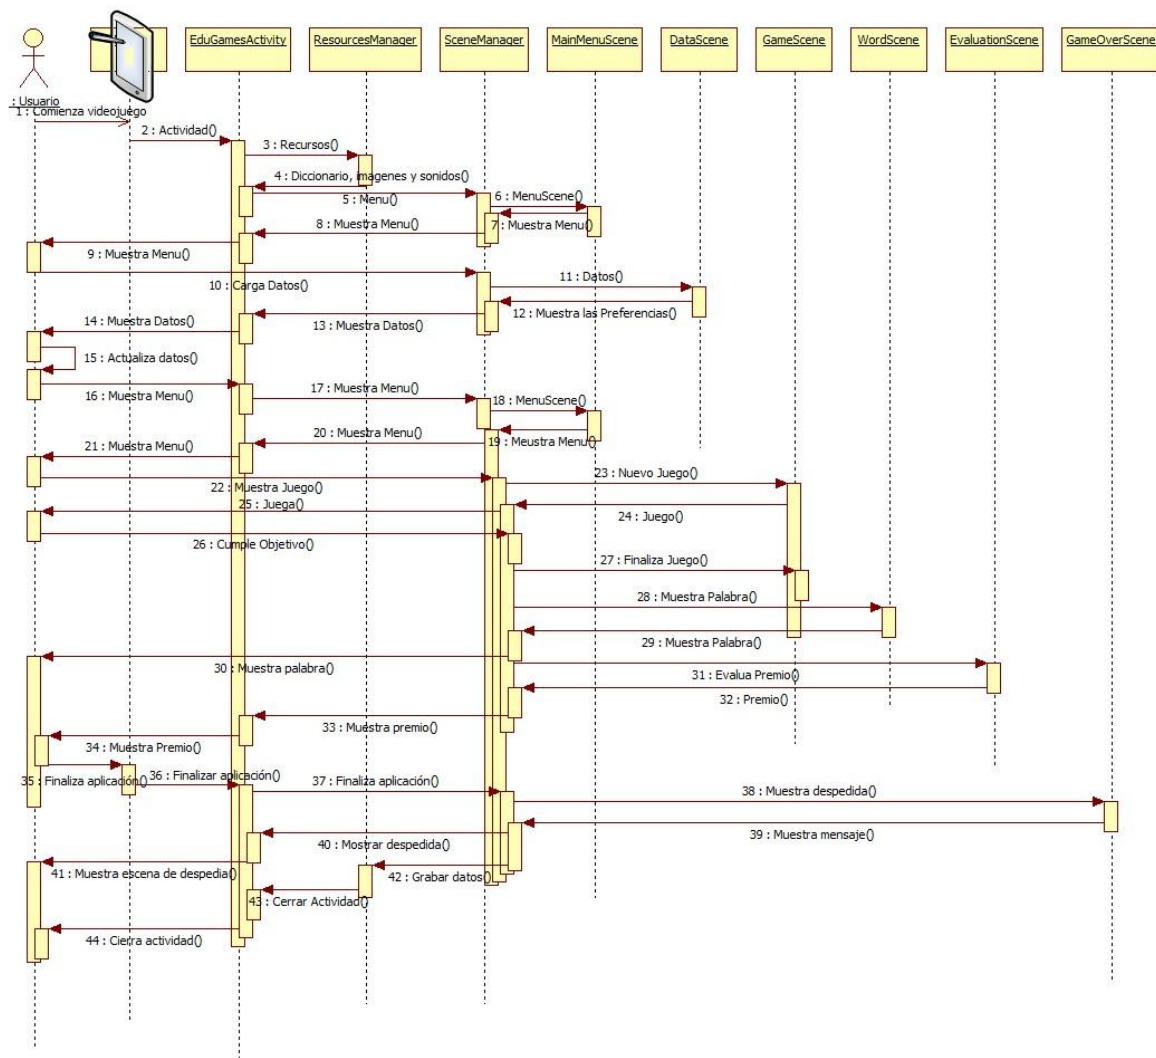 EduGamesActivity
ResourcesManager
SceneManager
MainMenuScene
DataScene
GameScene
WordScene
EvaluationScene
GameOverScene
: Usuario
1 : Comienza videojuego
2 : Actividad()
3 : Recursos()
4 : Diccionario, imagenes y sonidos()
5 : Menu()
6 : MenuScene()
7 : Muestra Menu()
8 : Muestra Menu()
9 : Muestra Menu()
10 : Carga Datos()
11 : Datos()
12 : Muestra las Preferencias()
13 : Muestra Datos()
14 : Muestra Datos()
15 : Actualiza datos()
16 : Muestra Menu()
17 : Muestra Menu()
18 : MenuScene()
19 : Meustra Menu()
20 : Muestra Menu()
21 : Muestra Menu()
22 : Muestra Juego()
23 : Nuevo Juego()
24 : Juego()
25 : Juega()
26 : Cumple Objetivo()
27 : Finaliza Juego()
28 : Muestra Palabra()
29 : Muestra Palabra()
30 : Muestra palabra()
31 : Evalua Premio()
32 : Premio()
33 : Muestra premio()
34 : Muestra Premio()
35 : Finaliza aplicación()
36 : Finalizar aplicación()
37 : Finaliza aplicación()
38 : Muestra despedida()
39 : Muestra mensaje()
40 : Mostrar despedida()
41 : Muestra escena de despedia()
42 : Grabar datos()
43 : Cerrar Actividad()
44 : Cierra actividad()